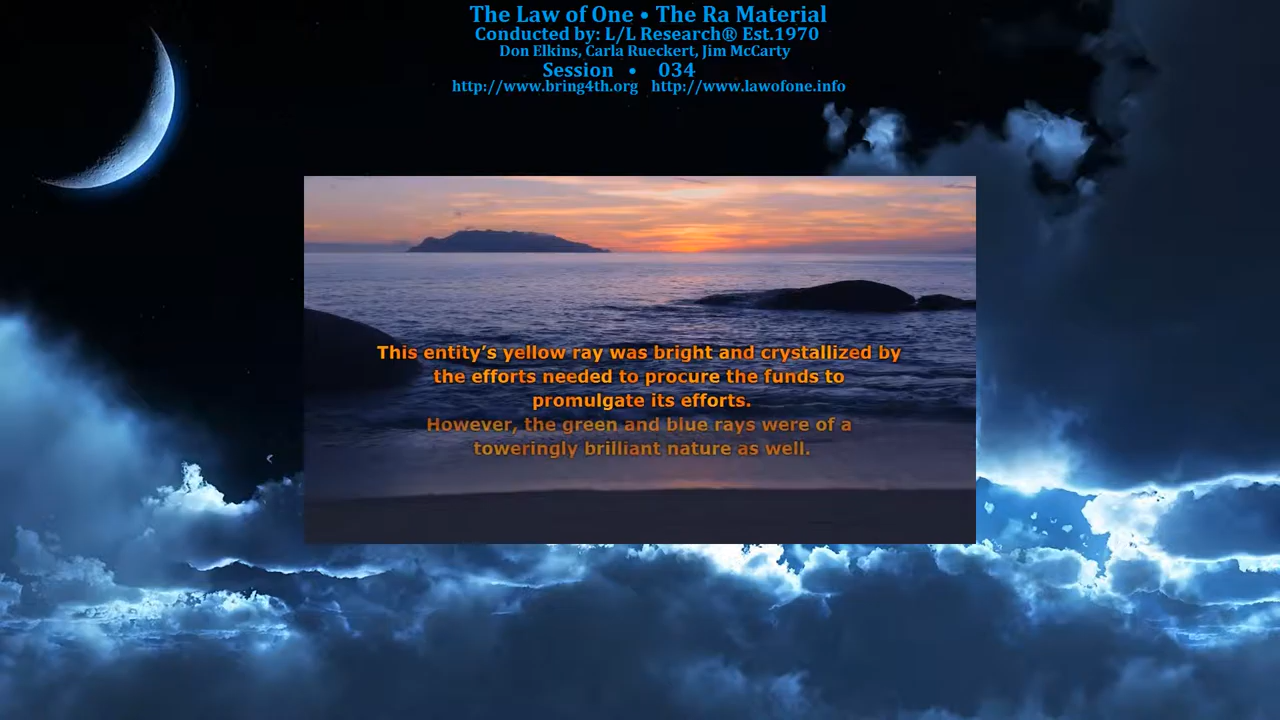 The Law of One • The Ra Material
Conducted by: L/L Research® Est.1970
Don Elkins, Carla Rueckert, Jim McCarty
Session • 034
http://www.bring4th.org http://www.lawofone.info
This entity’s yellow ray was bright and crystallized by
the efforts needed to procure the funds to
promulgate its efforts.
However, the green and blue rays were of a
toweringly brilliant nature as well.